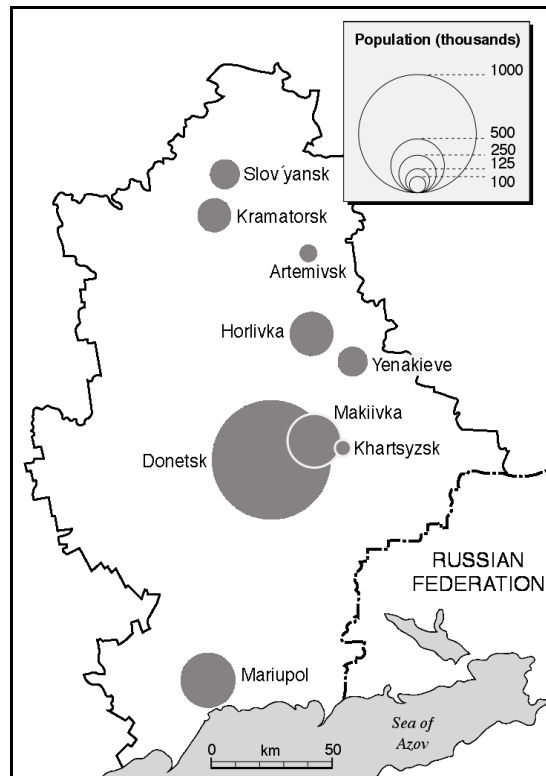 Population (thousands)
1000
500
250
125
100
Slov´yansk
Kramatorsk
Artemivsk
Horlivka
Yenakieve
Makiivka
Khartsyzsk
Donetsk
RUSSIAN
FEDERATION
Mariupol
Sea of
Azov
0 km 50